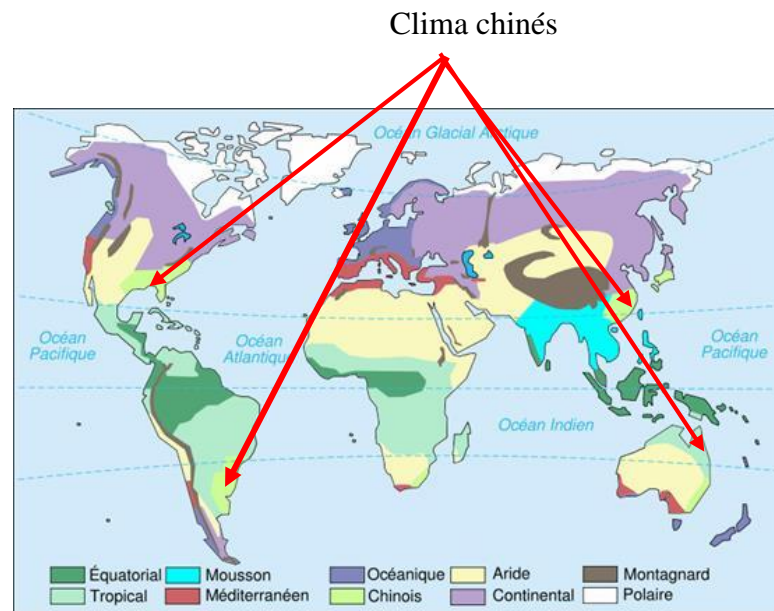 Clima chinés
Océan Glacial Arctique
Océan
Pacifique
Océan
Atlantique
Océan
Pacifique
Océan Indien
Équatorial
Mousson
Océanique
Aride
Montagnard
Tropical
Méditerranéen
Chinois
Continental
Polaire